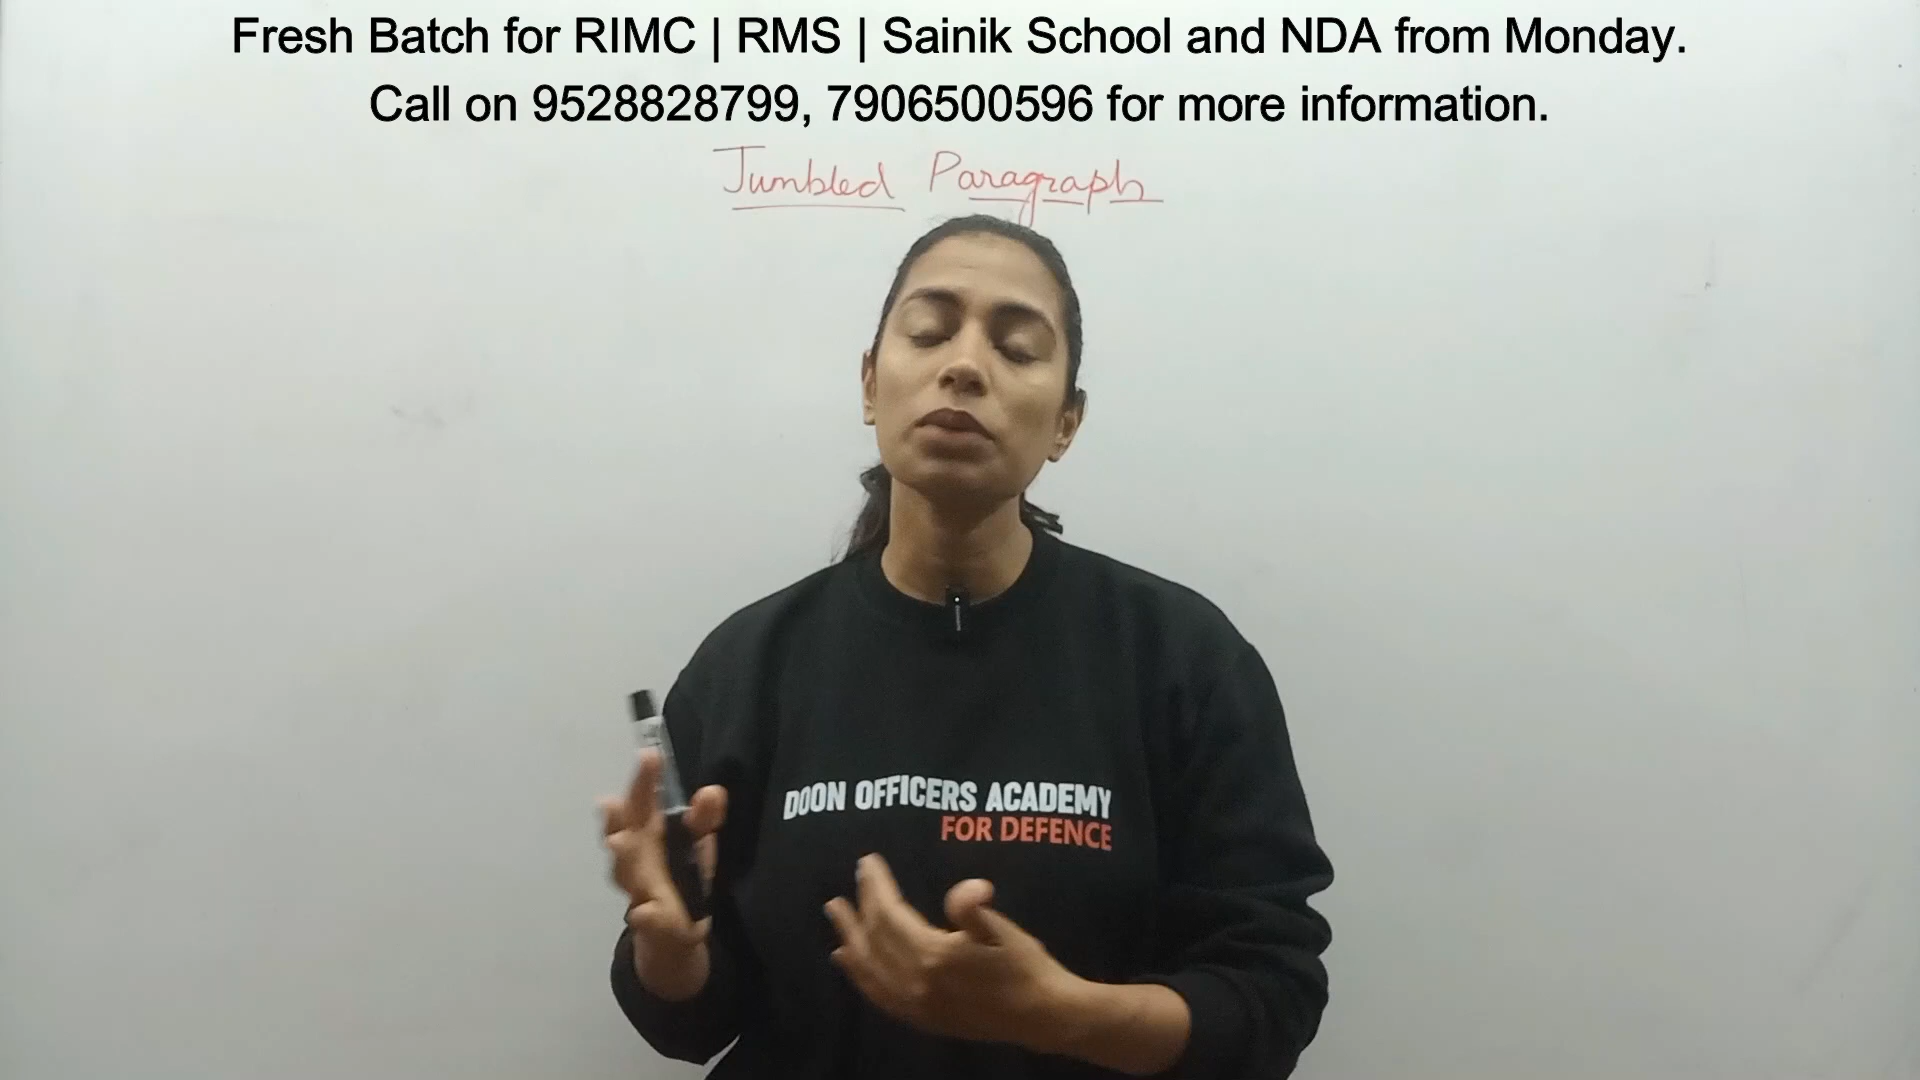 Fresh Batch for RIMC | RMS | Sainik School and NDA from Monday.
Call on 9528828799, 7906500596 for more information.
Jumbled Paragraph
DOON OFFICERS ACADEMY
FOR DEFENCE